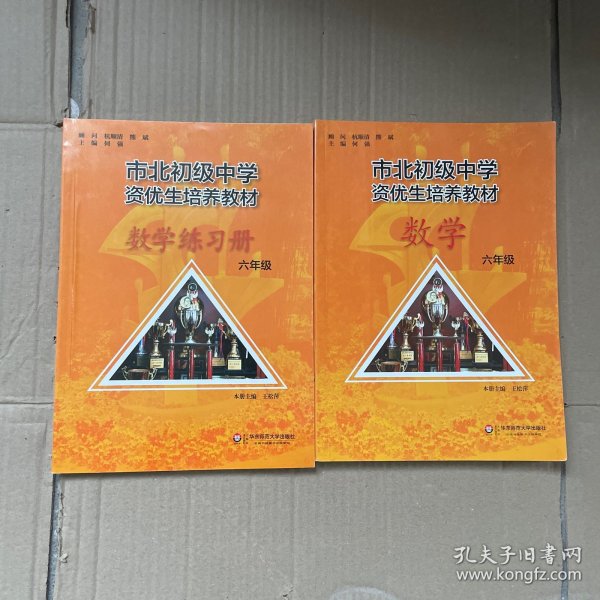 顾 问 杭顺清 熊 斌
主 编 何 强
市北初级中学
资优生培养教材
数学练习册
六年级
本册主编 王松萍
华东师范大学出版社
顾 问 杭顺清 熊 斌
主 编 何 强
市北初级中学
资优生培养教材
数学
六年级
本册主编 王松萍
华东师范大学出版社
孔夫子旧书网
www.kongfz.com